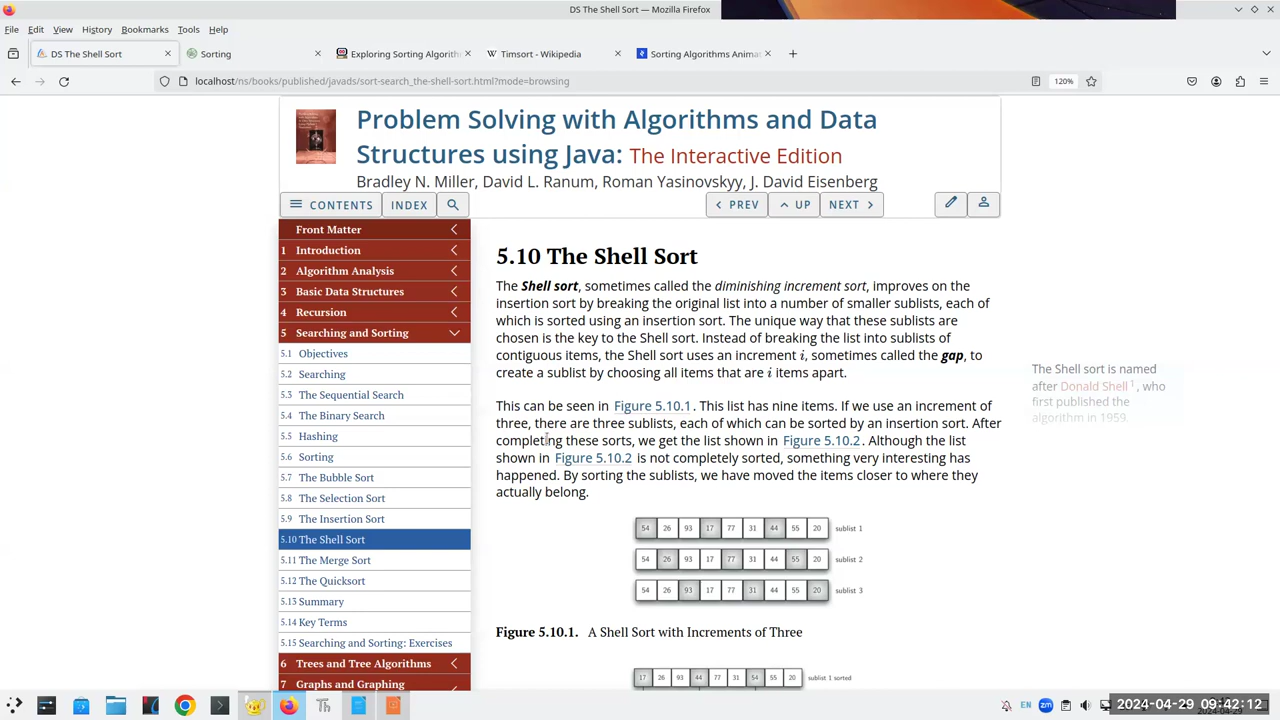 DS The Shell Sort — Mozilla Firefox
File Edit View History Bookmarks Tools Help
DS The Shell Sort Sorting Exploring Sorting Algorith Timsort - Wikipedia Sorting Algorithms Animat
localhost/ns/books/published/javads/sort-search_the-shell-sort.html?mode=browsing 120%
Problem Solving with Algorithms and Data
Structures using Java: The Interactive Edition
Bradley N. Miller, David L. Ranum, Roman Yasinovskyy, J. David Eisenberg
CONTENTS INDEX PREV UP NEXT
Front Matter
1 Introduction
2 Algorithm Analysis
3 Basic Data Structures
4 Recursion
5 Searching and Sorting
5.1 Objectives
5.2 Searching
5.3 The Sequential Search
5.4 The Binary Search
5.5 Hashing
5.6 Sorting
5.7 The Bubble Sort
5.8 The Selection Sort
5.9 The Insertion Sort
5.10 The Shell Sort
5.11 The Merge Sort
5.12 The Quicksort
5.13 Summary
5.14 Key Terms
5.15 Searching and Sorting: Exercises
6 Trees and Tree Algorithms
7 Graphs and Graphing
5.10 The Shell Sort
The Shell sort, sometimes called the diminishing increment sort, improves on the
insertion sort by breaking the original list into a number of smaller sublists, each of
which is sorted using an insertion sort. The unique way that these sublists are
chosen is the key to the Shell sort. Instead of breaking the list into sublists of
contiguous items, the Shell sort uses an increment i, sometimes called the gap, to
create a sublist by choosing all items that are i items apart.
The Shell sort is named
after Donald Shell 1, who
first published the
algorithm in 1959.
This can be seen in Figure 5.10.1. This list has nine items. If we use an increment of
three, there are three sublists, each of which can be sorted by an insertion sort. After
completing these sorts, we get the list shown in Figure 5.10.2. Although the list
shown in Figure 5.10.2 is not completely sorted, something very interesting has
happened. By sorting the sublists, we have moved the items closer to where they
actually belong.
54 26 93 17 77 31 44 55 20 sublist 1
54 26 93 17 77 31 44 55 20 sublist 2
54 26 93 17 77 31 44 55 20 sublist 3
Figure 5.10.1. A Shell Sort with Increments of Three
17 26 93 44 77 31 54 55 20 sublist 1 sorted
EN zm 2024-04-29 09:42:12